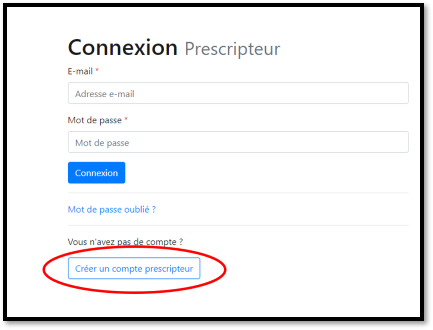 Connexion Prescripteur
E-mail *
Adresse e-mail
Mot de passe *
Mot de passe
Connexion
Mot de passe oublié ?
Vous n'avez pas de compte ?
Créer un compte prescripteur